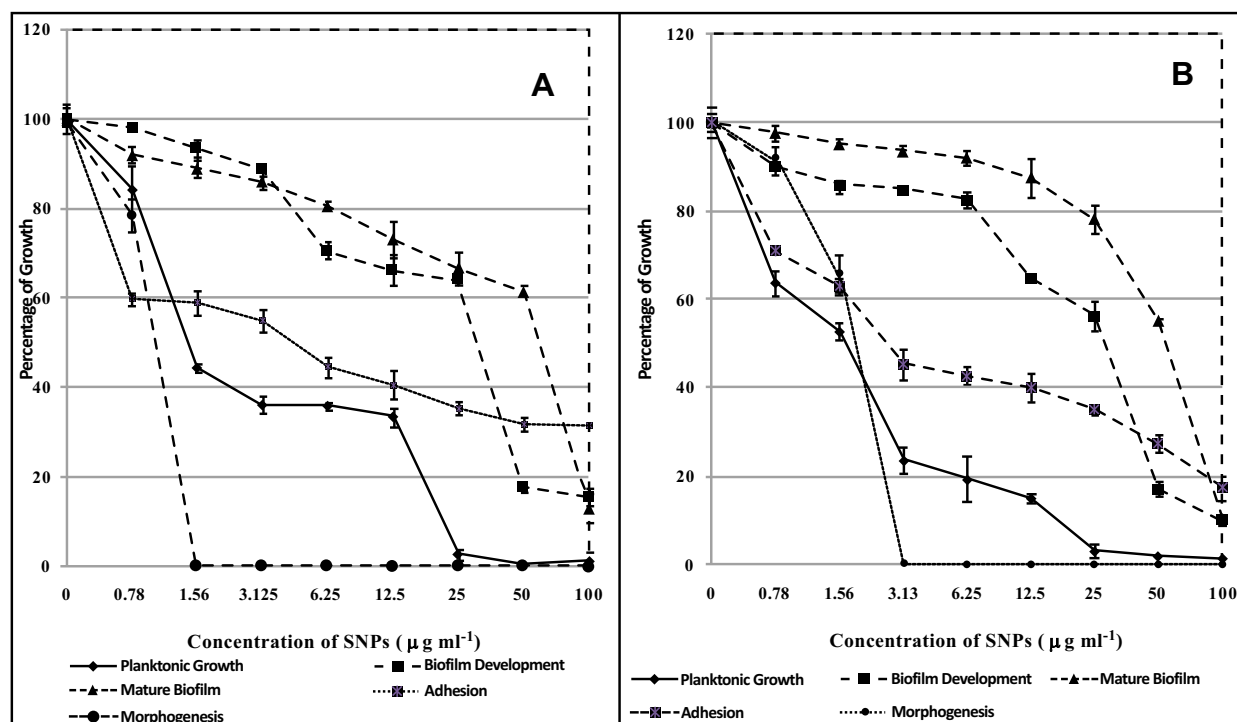 A
120
100
80
60
40
20
0
Percentage of Growth
0 0.78 1.56 3.125 6.25 12.5 25 50 100
Concentration of SNPs ( μ g ml-1)
Planktonic Growth Biofilm Development
Mature Biofilm Adhesion
Morphogenesis
B
120
100
80
60
40
20
0
Percentage of Growth
0 0.78 1.56 3.13 6.25 12.5 25 50 100
Concentration of SNPs ( μ g ml-1)
Planktonic Growth Biofilm Development Mature Biofilm
Adhesion Morphogenesis